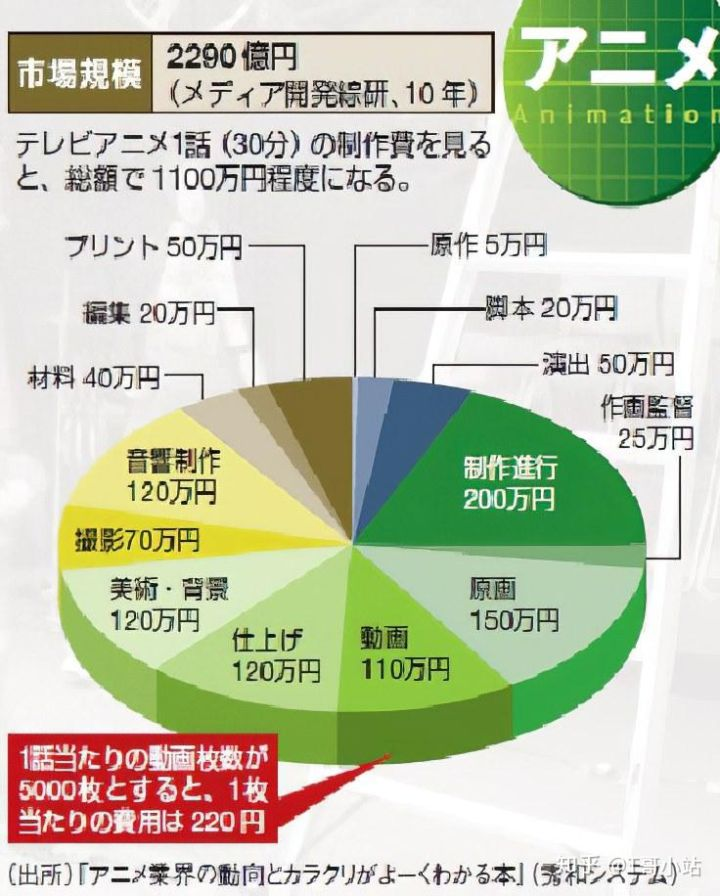 アニメ
Animation
市場規模
2290億円
（メディア開発綜研、10年）
テレビアニメ1話（30分）の制作費を見る
と、総額で1100万円程度になる。
プリント 50万円
原作 5万円
編集 20万円
脚本 20万円
材料 40万円
演出 50万円
作画監督
25万円
音響制作
120万円
制作進行
200万円
撮影70万円
美術・背景
120万円
原画
150万円
仕上げ
120万円
動画
110万円
1話当たりの動画枚数が
5000枚とすると、1枚
当たりの費用は220円
（出所）『アニメ業界の動向とカラクリがよーくわかる本』（秀和システム）
知乎 @T哥小站